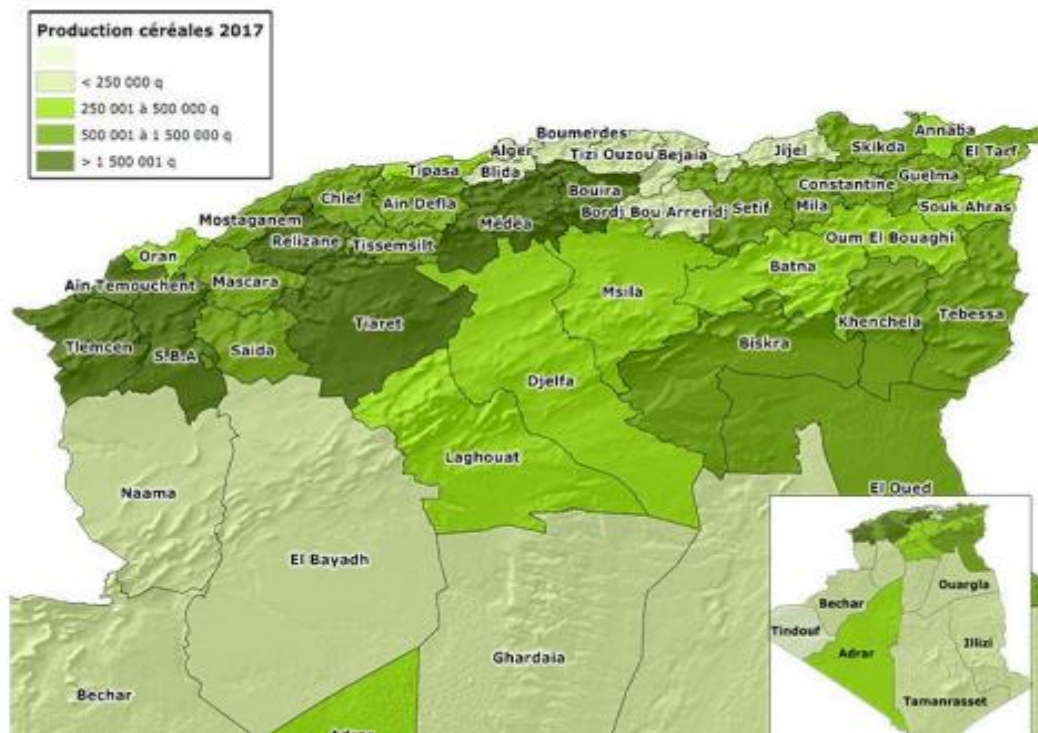 Production céréales 2017
< 250 000 q
250 001 à 500 000 q
500 001 à 1 500 000 q
> 1 500 001 q
Boumerdes
Annaba
Alger
Tizi Ouzou
Bejaia
Jijel
Skikda
El Tarf
Tipasa
Blida
Constantine
Guelma
Chlef
Ain Defla
Bouira
Mostaganem
Médéa
Bordj Bou Arreridj
Setif
Mila
Souk Ahras
Relizane
Tissemsilt
Oum El Bouaghi
Oran
Batna
Ain Temouchent
Mascara
Msila
Tiaret
Khenchela
Tebessa
Tlemcen
S.B.A
Saida
Biskra
Djelfa
Laghouat
Naama
El Oued
El Bayadh
Ghardaia
Bechar
Adrar
Ouargla
Bechar
Tindouf
Illizi
Adrar
Tamanrasset